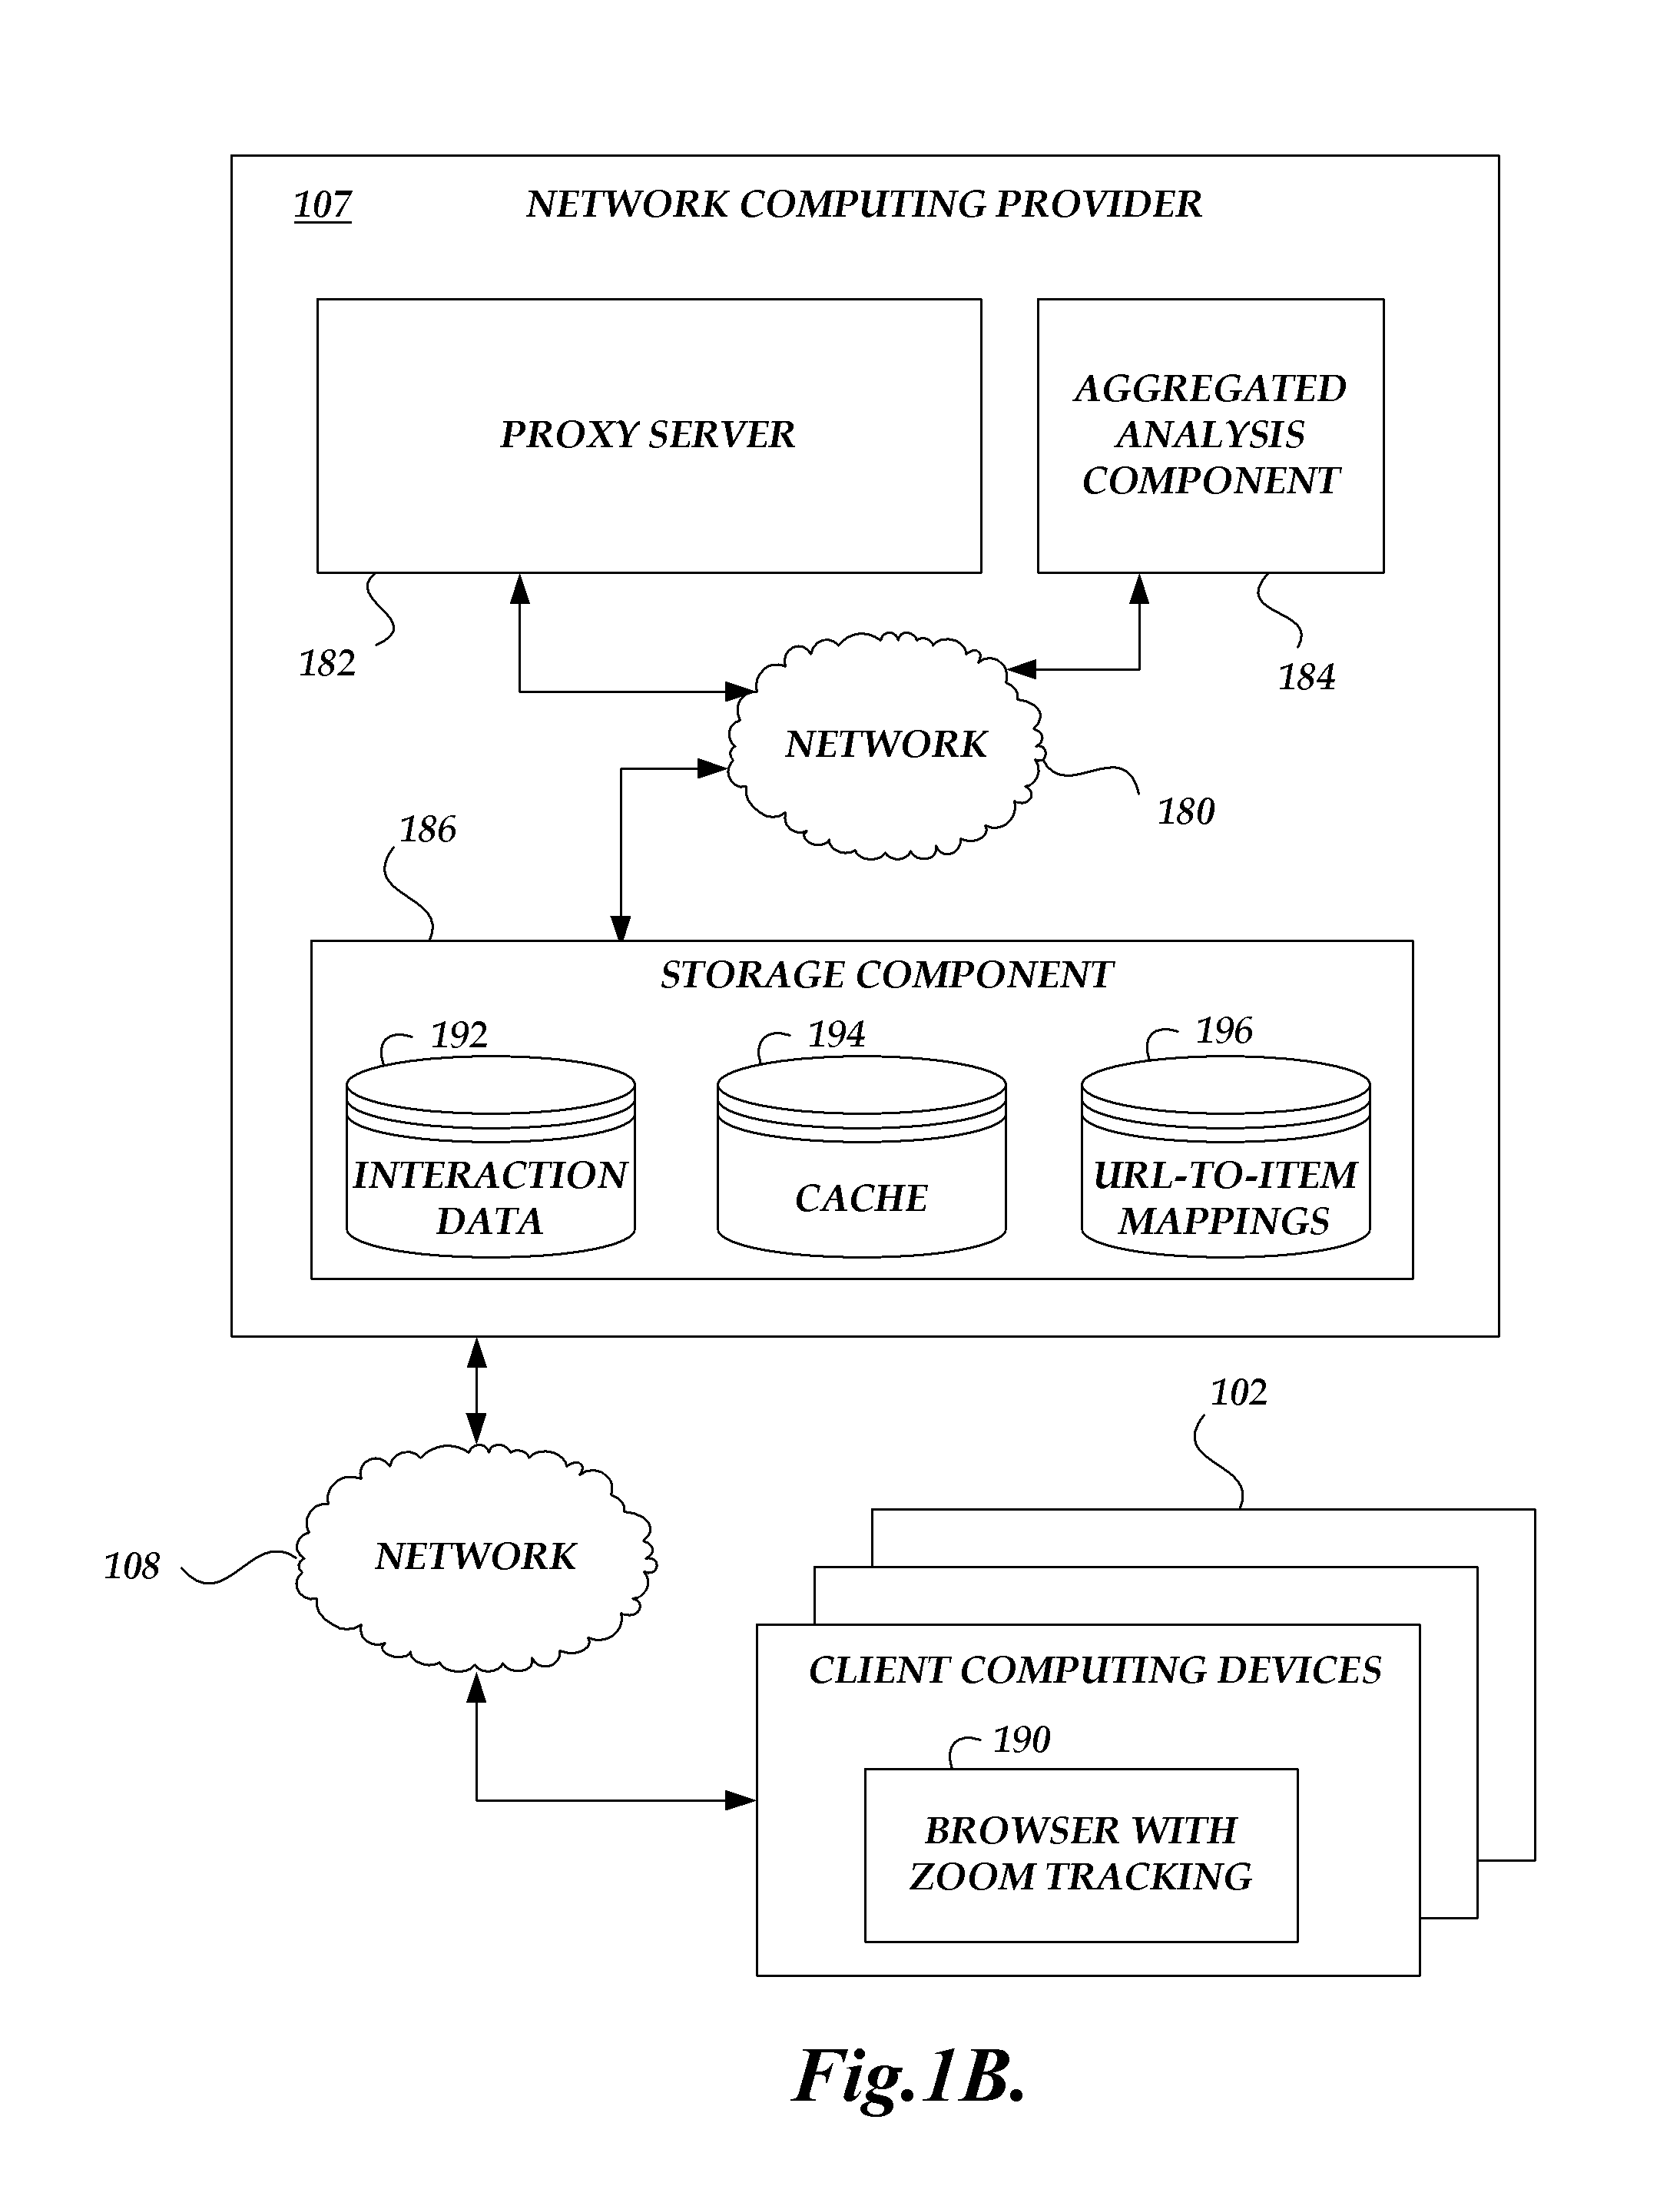 107 NETWORK COMPUTING PROVIDER
PROXY SERVER
AGGREGATED
ANALYSIS
COMPONENT
182
184
NETWORK
180
186
STORAGE COMPONENT
192
194
196
INTERACTION
DATA
CACHE
URL-TO-ITEM
MAPPINGS
102
108
NETWORK
CLIENT COMPUTING DEVICES
190
BROWSER WITH
ZOOM TRACKING
Fig.1B.